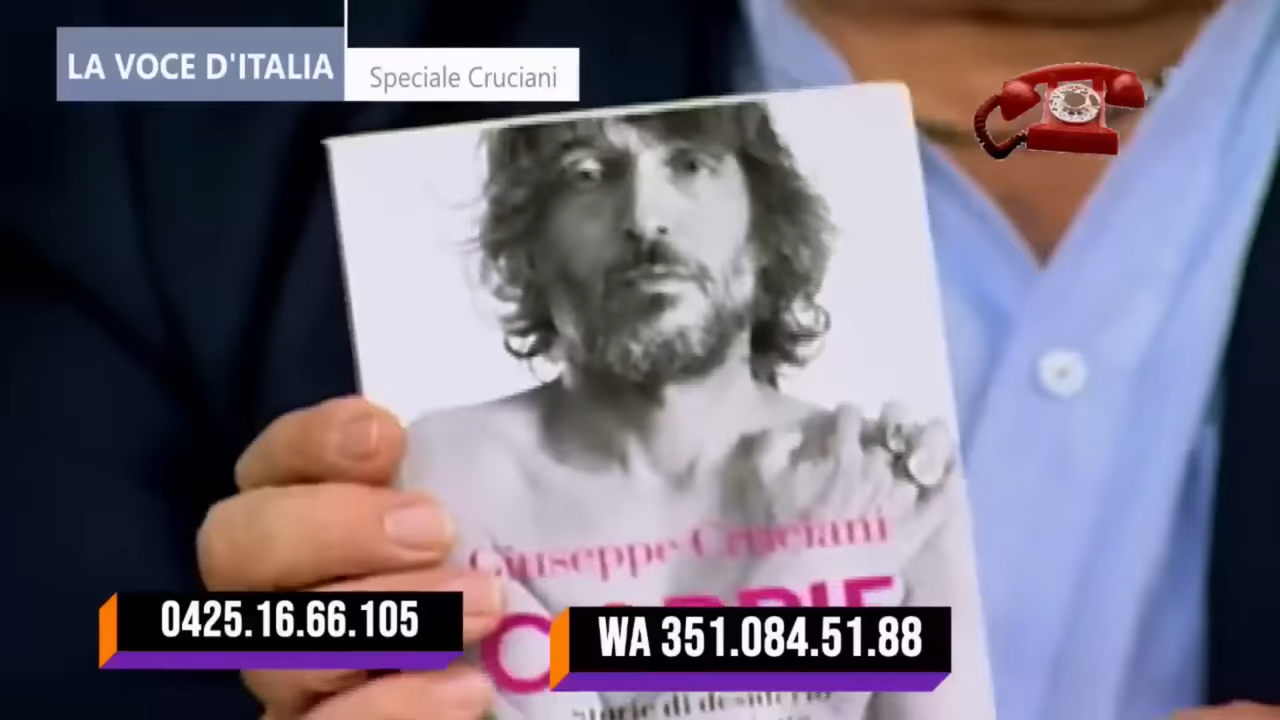 LA VOCE D'ITALIA
Speciale Cruciani
Giuseppe Cruciani
0425.16.66.105
WA 351.084.51.88